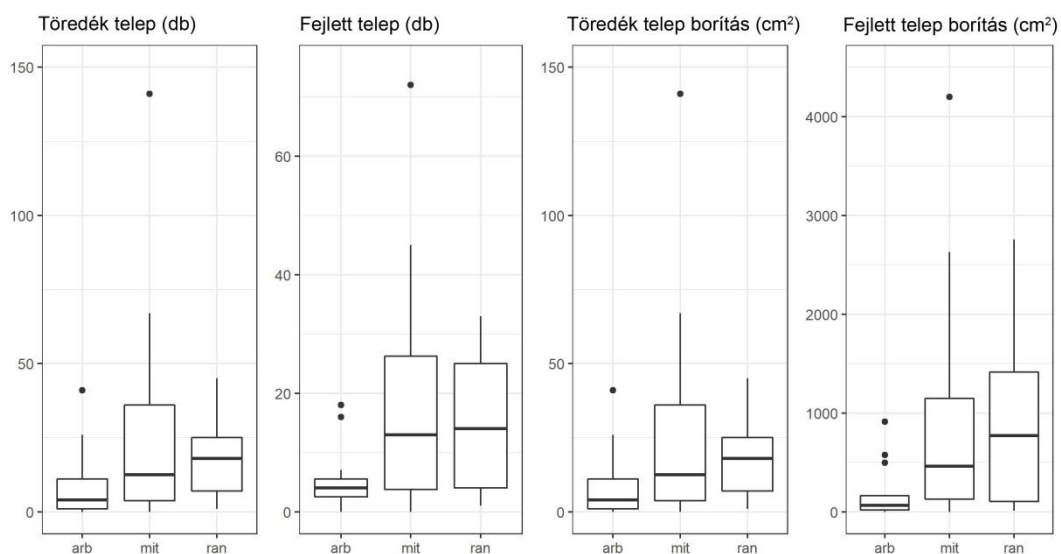 Töredék telep (db)
150
100
50
0
arb mit ran
Fejlett telep (db)
60
40
20
0
arb mit ran
Töredék telep borítás (cm²)
150
100
50
0
arb mit ran
Fejlett telep borítás (cm²)
4000
3000
2000
1000
0
arb mit ran